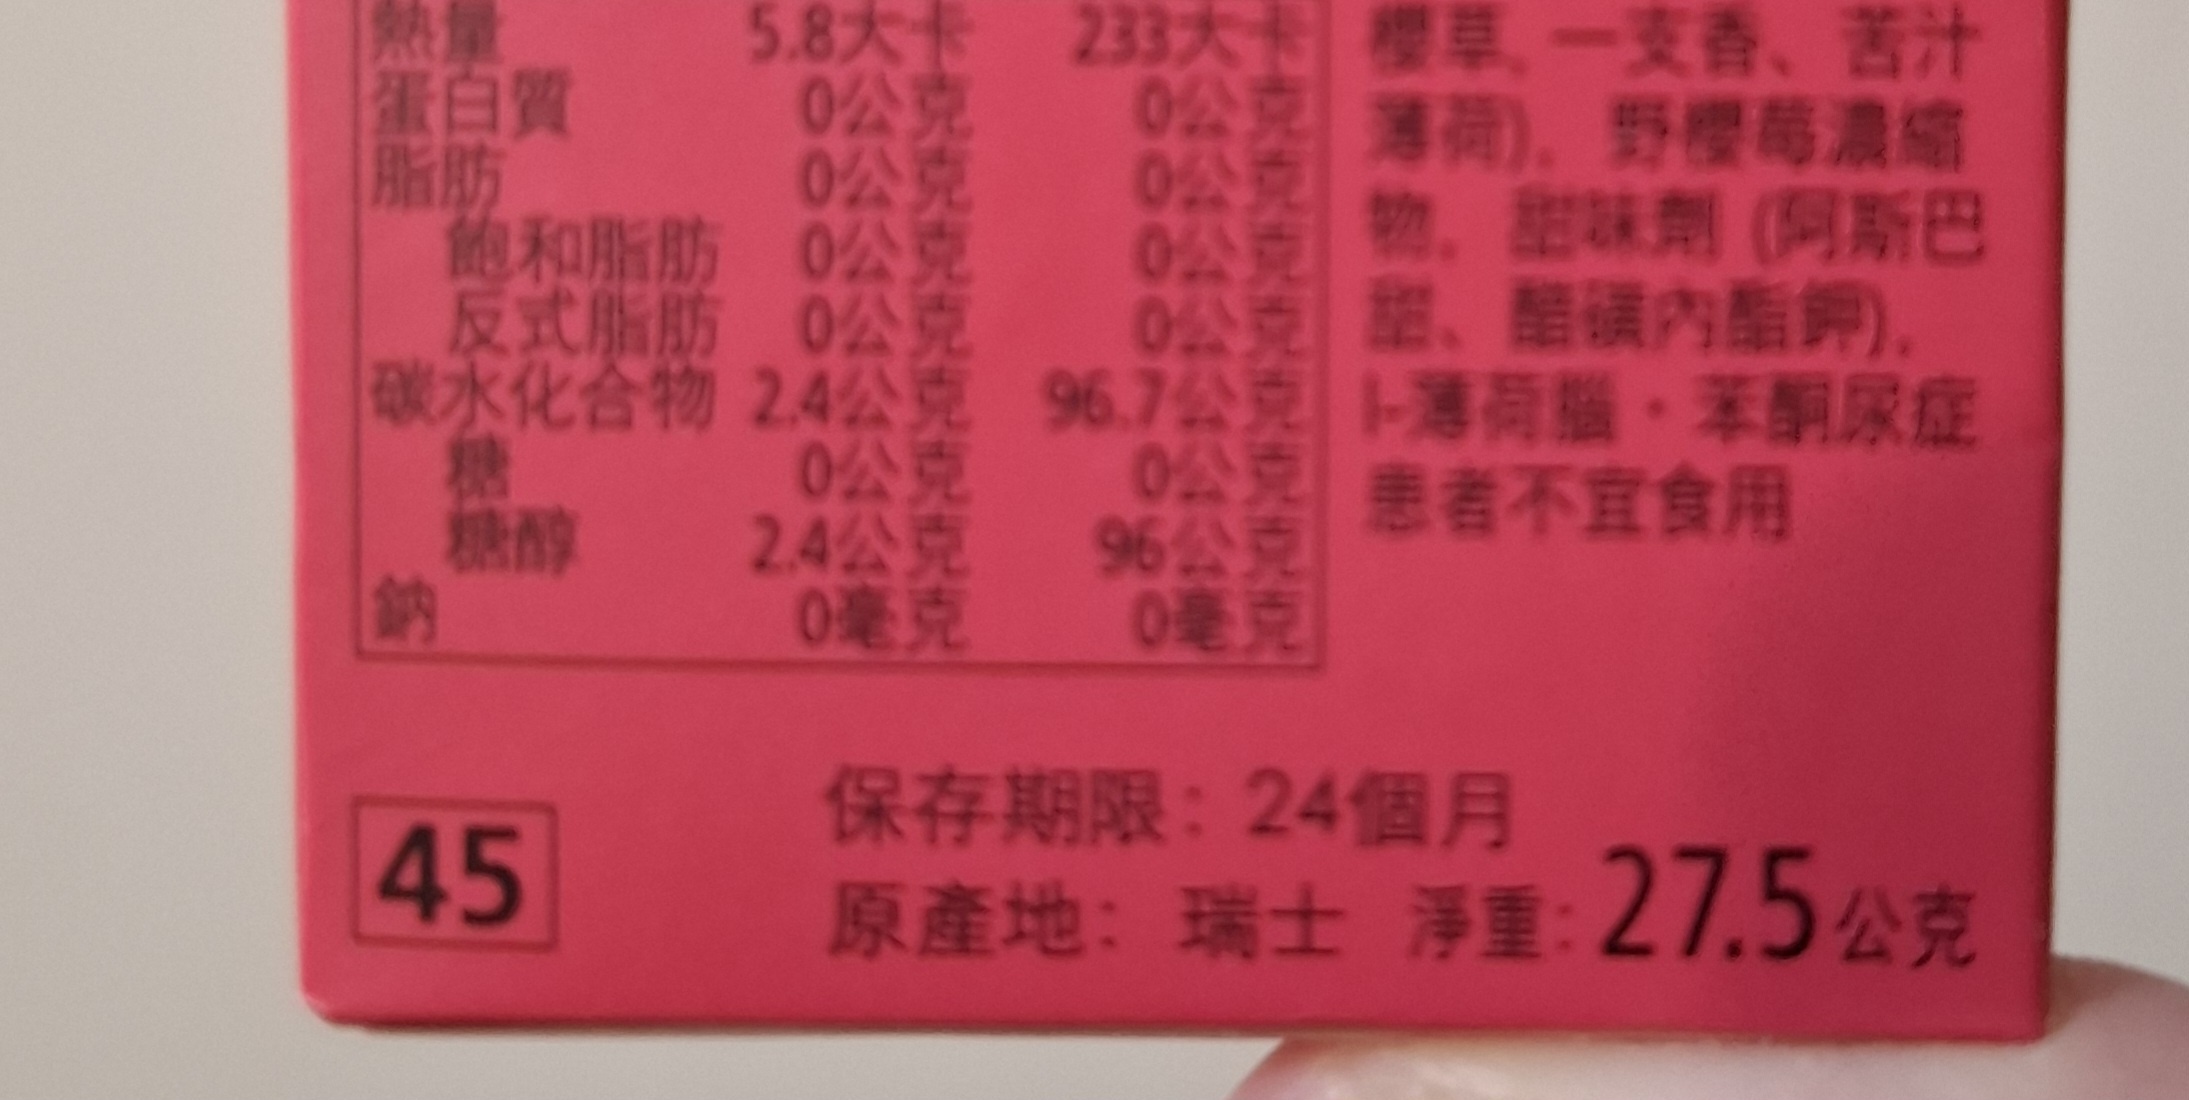 熱量 5.8大卡 233大卡
蛋白質 0公克 0公克
脂肪 0公克 0公克
飽和脂肪 0公克 0公克
反式脂肪 0公克 0公克
碳水化合物 2.4公克 96.7公克
糖 0公克 0公克
糖醇 2.4公克 96公克
鈉 0毫克 0毫克
櫻草、一支香、苦汁
薄荷)、野櫻莓濃縮
物、甜味劑 (阿斯巴
甜、醋磺內酯鉀)、
l-薄荷腦・苯酮尿症
患者不宜食用
45
保存期限：24個月
原產地：瑞士 淨重：27.5公克